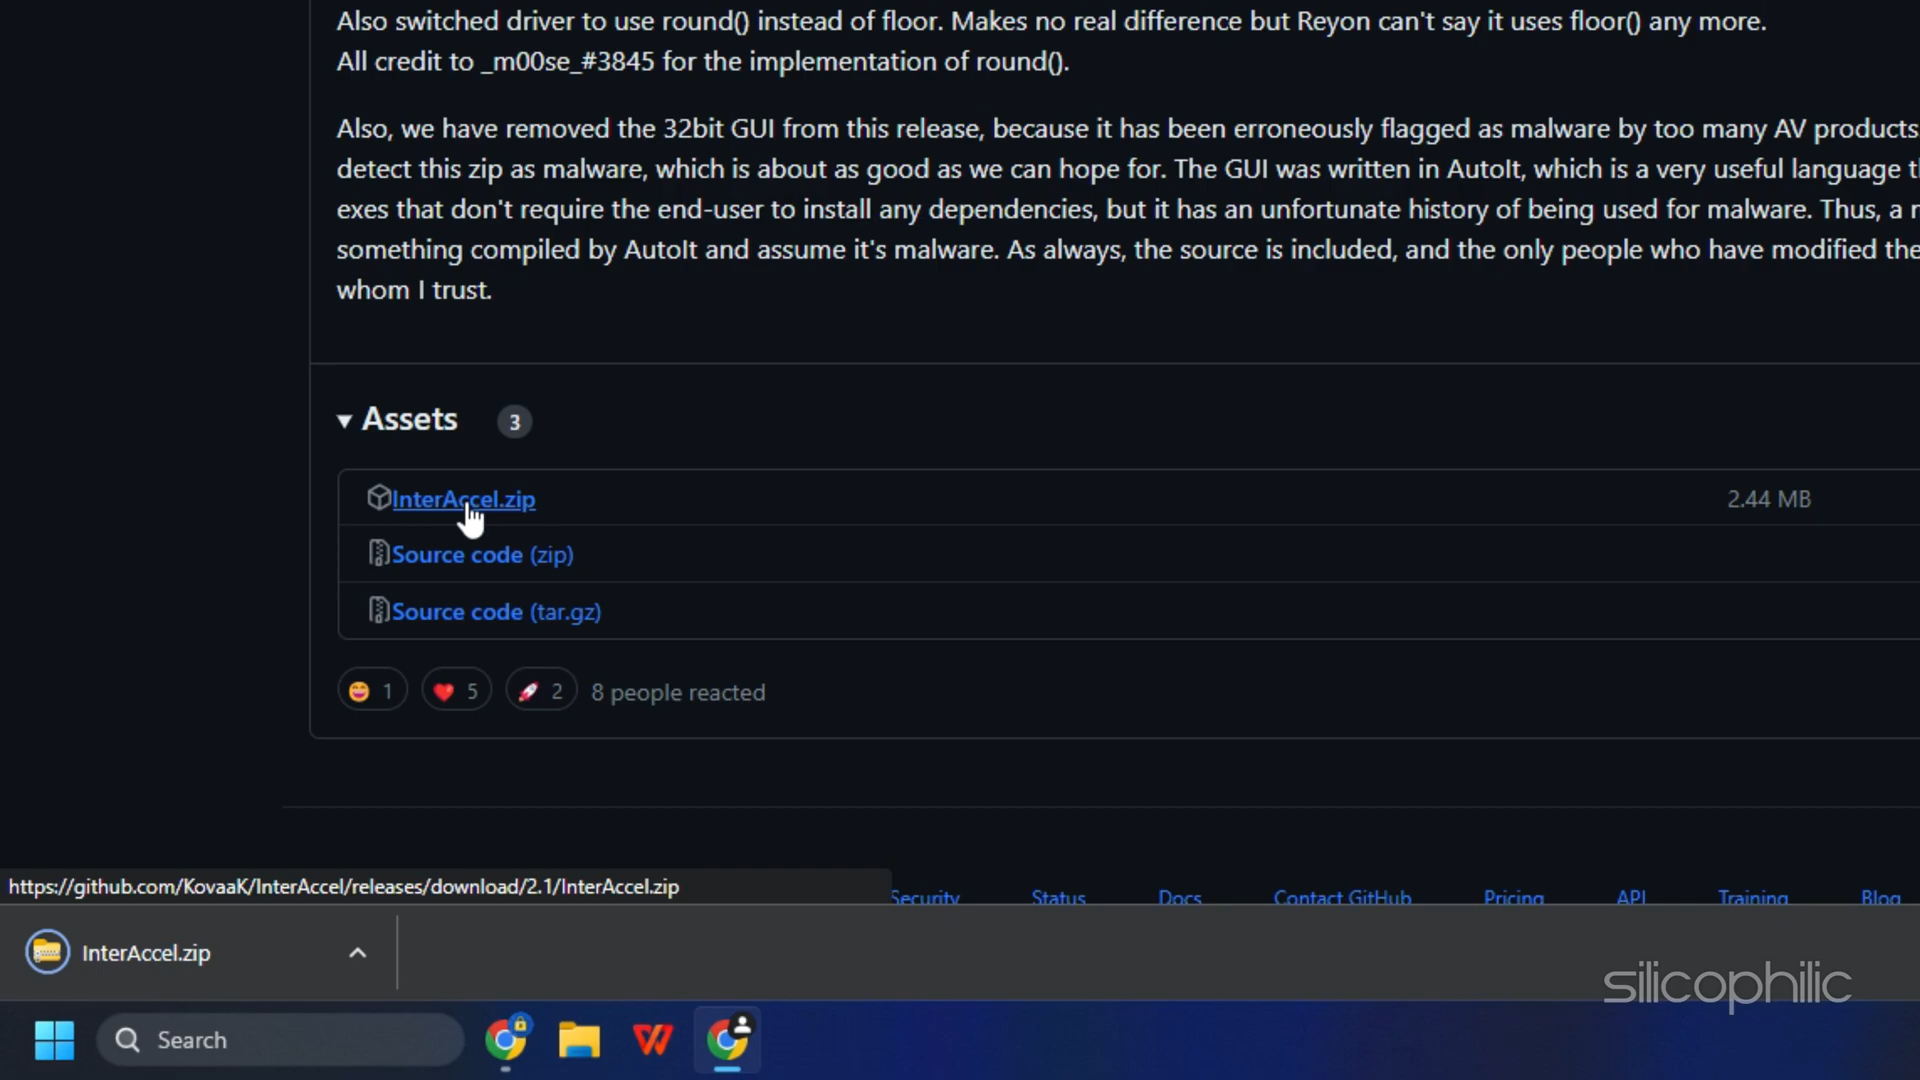 Also switched driver to use round() instead of floor. Makes no real difference but Reyon can't say it uses floor() any more.
All credit to _m00se_#3845 for the implementation of round().
Also, we have removed the 32bit GUI from this release, because it has been erroneously flagged as malware by too many AV products.
detect this zip as malware, which is about as good as we can hope for. The GUI was written in AutoIt, which is a very useful language
exes that don't require the end-user to install any dependencies, but it has an unfortunate history of being used for malware. Thus, a
something compiled by AutoIt and assume it's malware. As always, the source is included, and the only people who have modified the
whom I trust.
Assets 3
InterAccel.zip 2.44 MB
Source code (zip)
Source code (tar.gz)
1 5 2 8 people reacted
https://github.com/KovaaK/InterAccel/releases/download/2.1/InterAccel.zip
Security Status Docs Contact GitHub Pricing API Training Blog
InterAccel.zip
silicophilic
Search